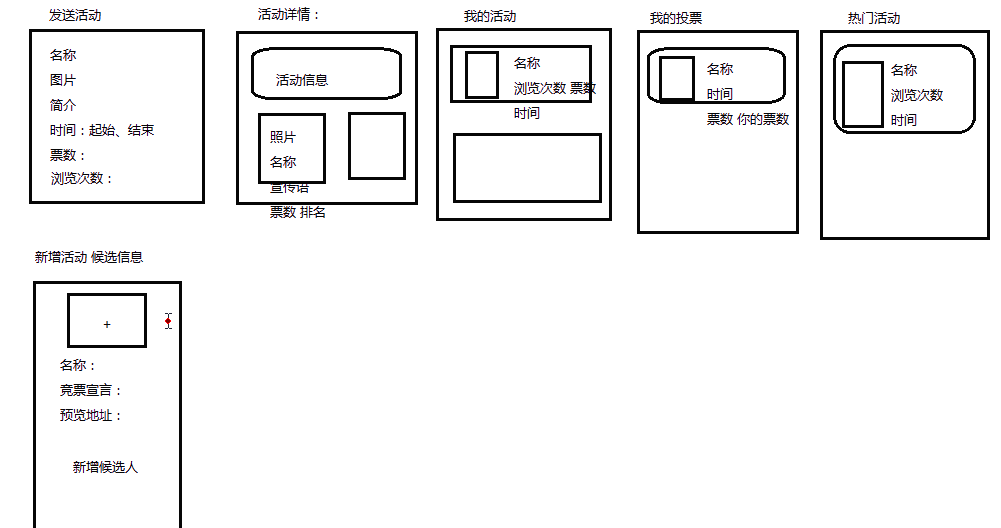 发送活动
名称
图片
简介
时间：起始、结束
票数：
浏览次数：
活动详情：
活动信息
照片
名称
宣传语
票数 排名
我的活动
名称
浏览次数 票数
时间
我的投票
名称
时间
票数 你的票数
热门活动
名称
浏览次数
时间
新增活动 候选信息
+
名称：
竞票宣言：
预览地址：
新增候选人